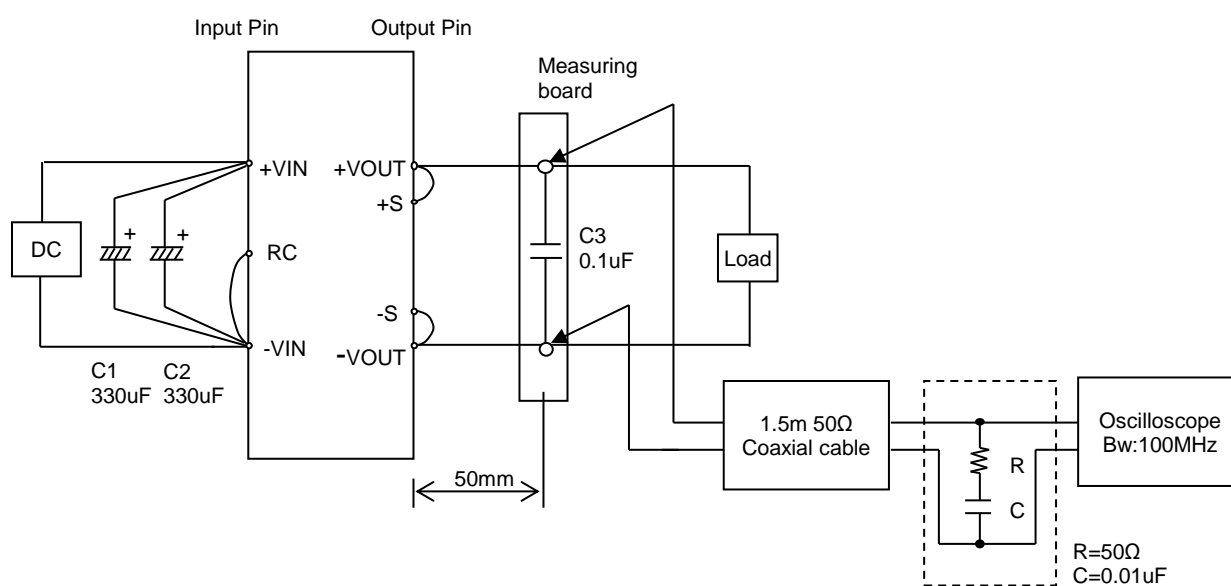 Input Pin
Output Pin
Measuring
board
+VIN
+VOUT
+S
DC
+
+
RC
C3
0.1uF
Load
-S
-VIN
-VOUT
C1
330uF
C2
330uF
50mm
1.5m 50Ω
Coaxial cable
R
C
Oscilloscope
Bw:100MHz
R=50Ω
C=0.01uF